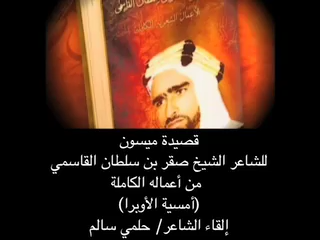 قصيدة ميسون
للشاعر الشيخ صقر بن سلطان القاسمي
من أعماله الكاملة
(أمسية الأوبرا)
إلقاء الشاعر/ حلمي سالم